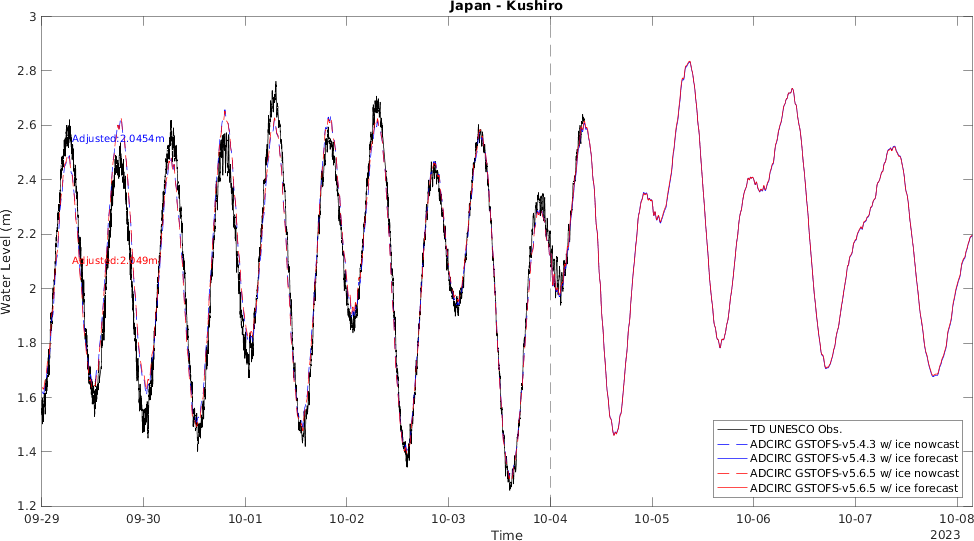 Japan - Kushiro
Water Level (m)
3
2.8
2.6
2.4
2.2
2
1.8
1.6
1.4
1.2
Adjusted:2.0454m
Adjusted:2.049m
TD UNESCO Obs.
ADCIRC GSTOFS-v5.4.3 w/ ice nowcast
ADCIRC GSTOFS-v5.4.3 w/ ice forecast
ADCIRC GSTOFS-v5.6.5 w/ ice nowcast
ADCIRC GSTOFS-v5.6.5 w/ ice forecast
09-29 09-30 10-01 10-02 10-03 10-04 10-05 10-06 10-07 10-08
2023
Time